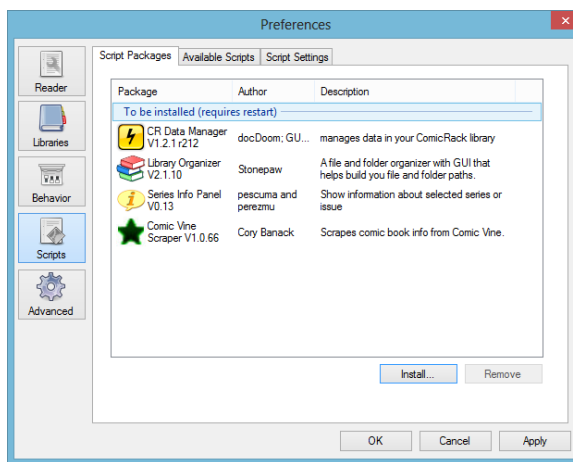 Preferences
Script Packages Available Scripts Script Settings
Reader
Libraries
Behavior
Scripts
Advanced
Package Author Description
To be installed (requires restart)
CR Data Manager
V1.2.1 r212
docDoom; GU...
manages data in your ComicRack library
Library Organizer
V2.1.10
Stonepaw
A file and folder organizer with GUI that
helps build you file and folder paths.
Series Info Panel
V0.13
pescuma and
perezmu
Show information about selected series or
issue
Comic Vine
Scraper V1.0.66
Cory Banack
Scrapes comic book info from Comic Vine.
Install... Remove
OK Cancel Apply